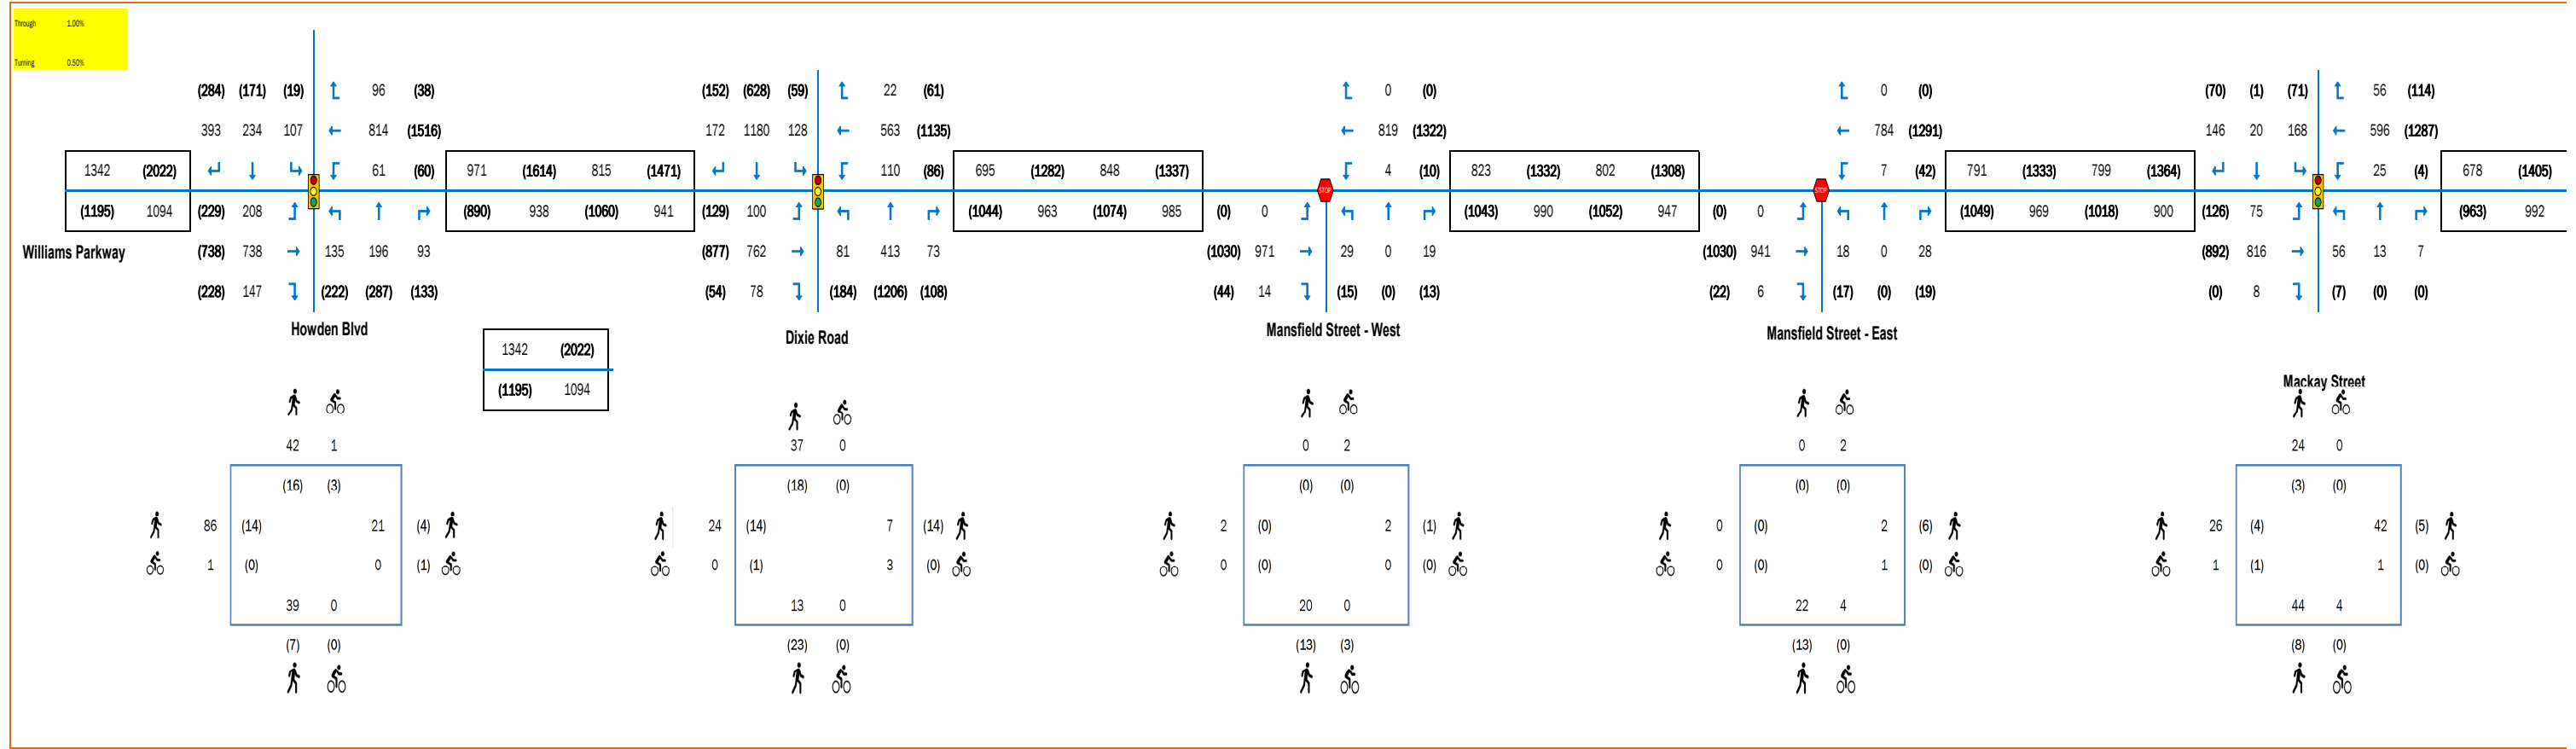 Through 1.00%
Turning 0.50%
(284) (171) (19) 96 (38) (152) (628) (59) 22 (61) 0 (0) 0 (0) (70) (1) (71) 56 (114)
393 234 107 814 (1516) 172 1180 128 563 (1135) 819 (1322) 784 (1291) 146 20 168 596 (1287)
1342 (2022) 61 (60) 971 (1614) 815 (1471) 110 (86) 695 (1282) 848 (1337) 4 (10) 823 (1332) 802 (1308) 7 (42) 791 (1333) 799 (1364) 25 (4) 678 (1405)
STOP STOP
(1195) 1094 (229) 208 (890) 938 (1060) 941 (129) 100 (1044) 963 (1074) 985 (0) 0 (1043) 990 (1052) 947 (0) 0 (1049) 969 (1018) 900 (126) 75 (963) 992
Williams Parkway (738) 738 135 196 93 (877) 762 81 413 73 (1030) 971 29 0 19 (1030) 941 18 0 28 (892) 816 56 13 7
(228) 147 (222) (287) (133) (54) 78 (184) (1206) (108) (44) 14 (15) (0) (13) (22) 6 (17) (0) (19) (0) 8 (7) (0) (0)
Howden Blvd Dixie Road Mansfield Street - West Mansfield Street - East
1342 (2022)
(1195) 1094
Mackay Street
42 1 37 0 0 2 0 2 24 0
(16) (3) (18) (0) (0) (0) (0) (0) (3) (0)
86 (14) 21 (4) 24 (14) 7 (14) 2 (0) 2 (1) 0 (0) 2 (6) 26 (4) 42 (5)
1 (0) 0 (1) 0 (1) 3 (0) 0 (0) 0 (0) 0 (0) 1 (0) 1 (1) 1 (0)
39 0 13 0 20 0 22 4 44 4
(7) (0) (23) (0) (13) (3) (13) (0) (8) (0)